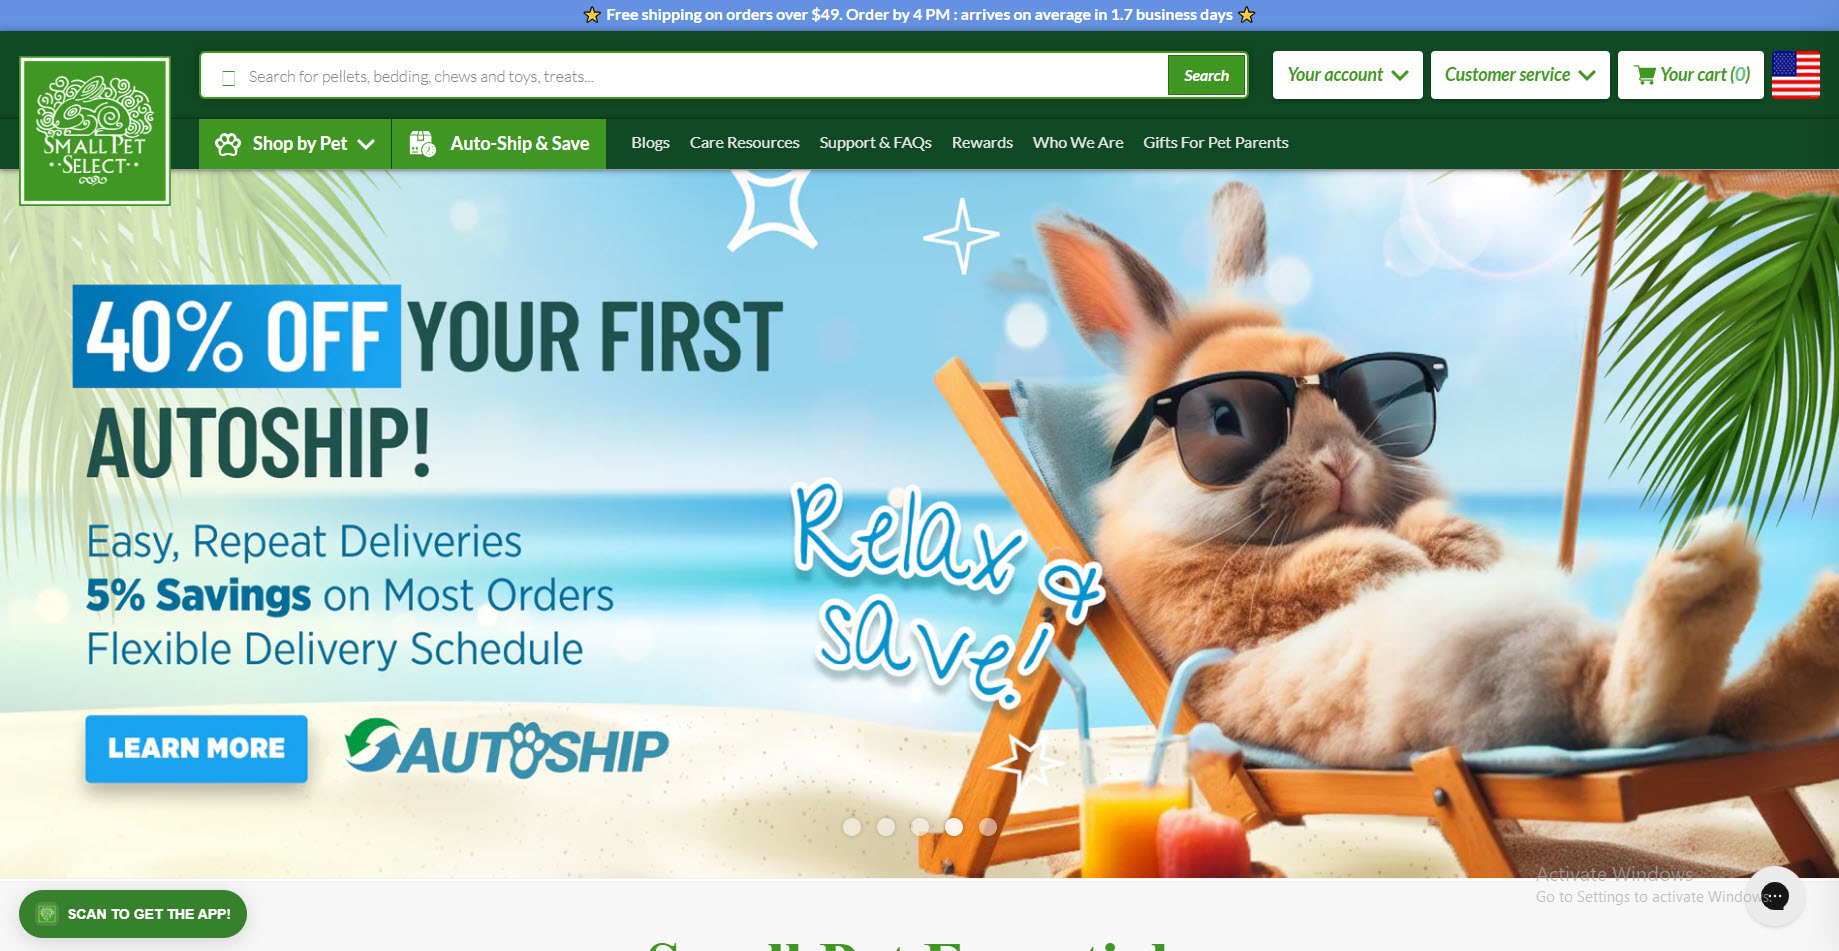 Free shipping on orders over $49. Order by 4 PM : arrives on average in 1.7 business days
SMALL PET
··SELECT··
Search for pellets, bedding, chews and toys, treats...
Search
Your account
Customer service
Your cart (0)
Shop by Pet
Auto-Ship & Save
Blogs
Care Resources
Support & FAQs
Rewards
Who We Are
Gifts For Pet Parents
40% OFF YOUR FIRST
AUTOSHIP!
Easy, Repeat Deliveries
5% Savings on Most Orders
Flexible Delivery Schedule
Relax &
save!
LEARN MORE
AUTOSHIP
Activate Windows
Go to Settings to activate Windows.
SCAN TO GET THE APP!